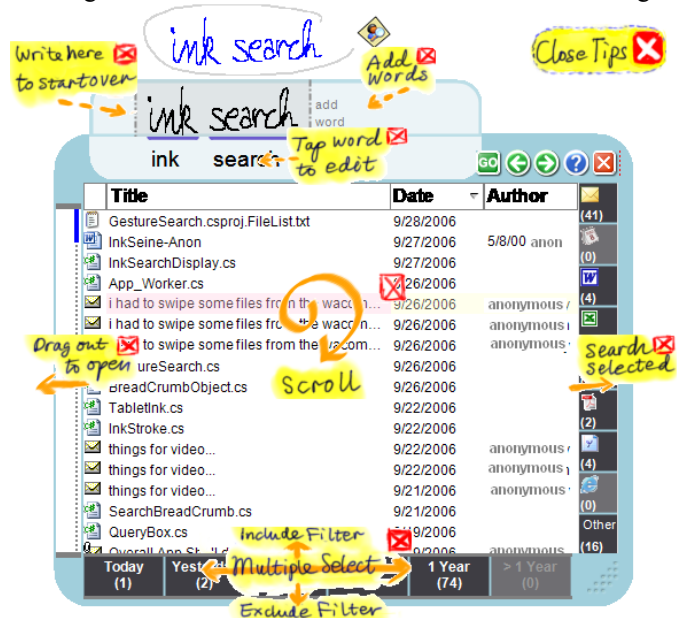 ink search
Write here
to startover
Add
Words
Close Tips
ink search
add
word
Tap word
to edit
ink search
GO
Title Date Author
GestureSearch.csproj.FileList.txt 9/28/2006
InkSeine-Anon 9/27/2006 5/8/00 anon
InkSearchDisplay.cs 9/27/2006
App_Worker.cs
i had to swipe some files from the wacom... 9/26/2006 anonymous
i had to swipe some files from the wacom... 9/26/2006 anonymous
to swipe some files from the wacom... 9/26/2006 anonymous
Drag out
to open
Scroll
Search
selected
ureSearch.cs 9/26/2006
BreadCrumbObject.cs 9/26/2006
TabletInk.cs 9/22/2006
InkStroke.cs 9/22/2006
things for video... 9/22/2006 anonymous
things for video... 9/22/2006 anonymous
things for video... 9/21/2006 anonymous
SearchBreadCrumb.cs 9/21/2006
QueryBox.cs
(41)
(0)
(4)
(2)
(4)
(0)
Other
(16)
Include Filter
Multiple Select
Exclude Filter
Today
(1)
(2)
1 Year
(74)
> 1 Year
(0)